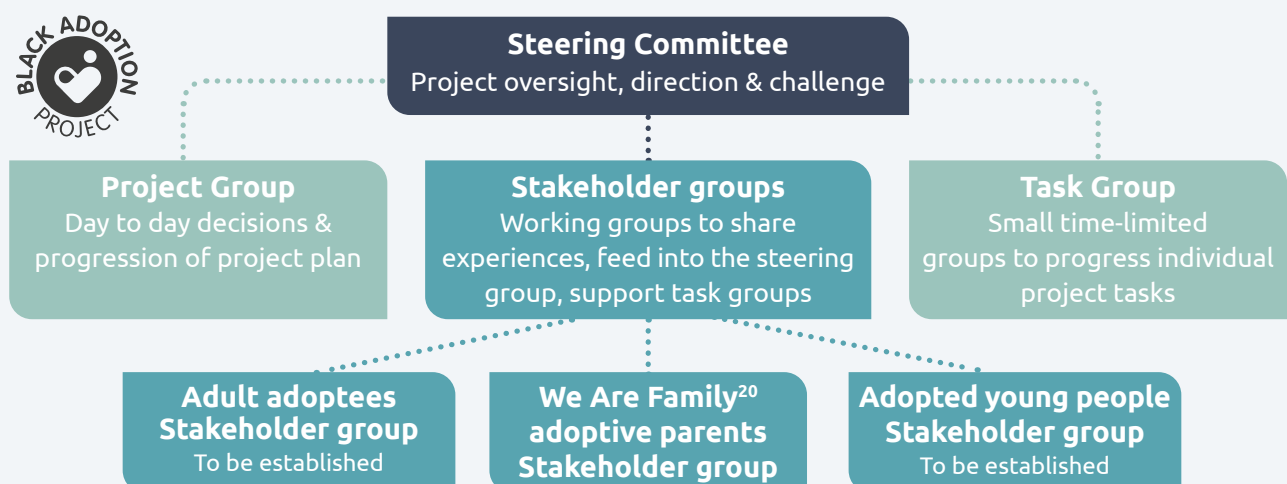 BLACK ADOPTION
PROJECT
Steering Committee
Project oversight, direction & challenge
Project Group
Day to day decisions &
progression of project plan
Stakeholder groups
Working groups to share
experiences, feed into the steering
group, support task groups
Task Group
Small time-limited
groups to progress individual
project tasks
Adult adoptees
Stakeholder group
To be established
We Are Family²⁰
adoptive parents
Stakeholder group
Adopted young people
Stakeholder group
To be established